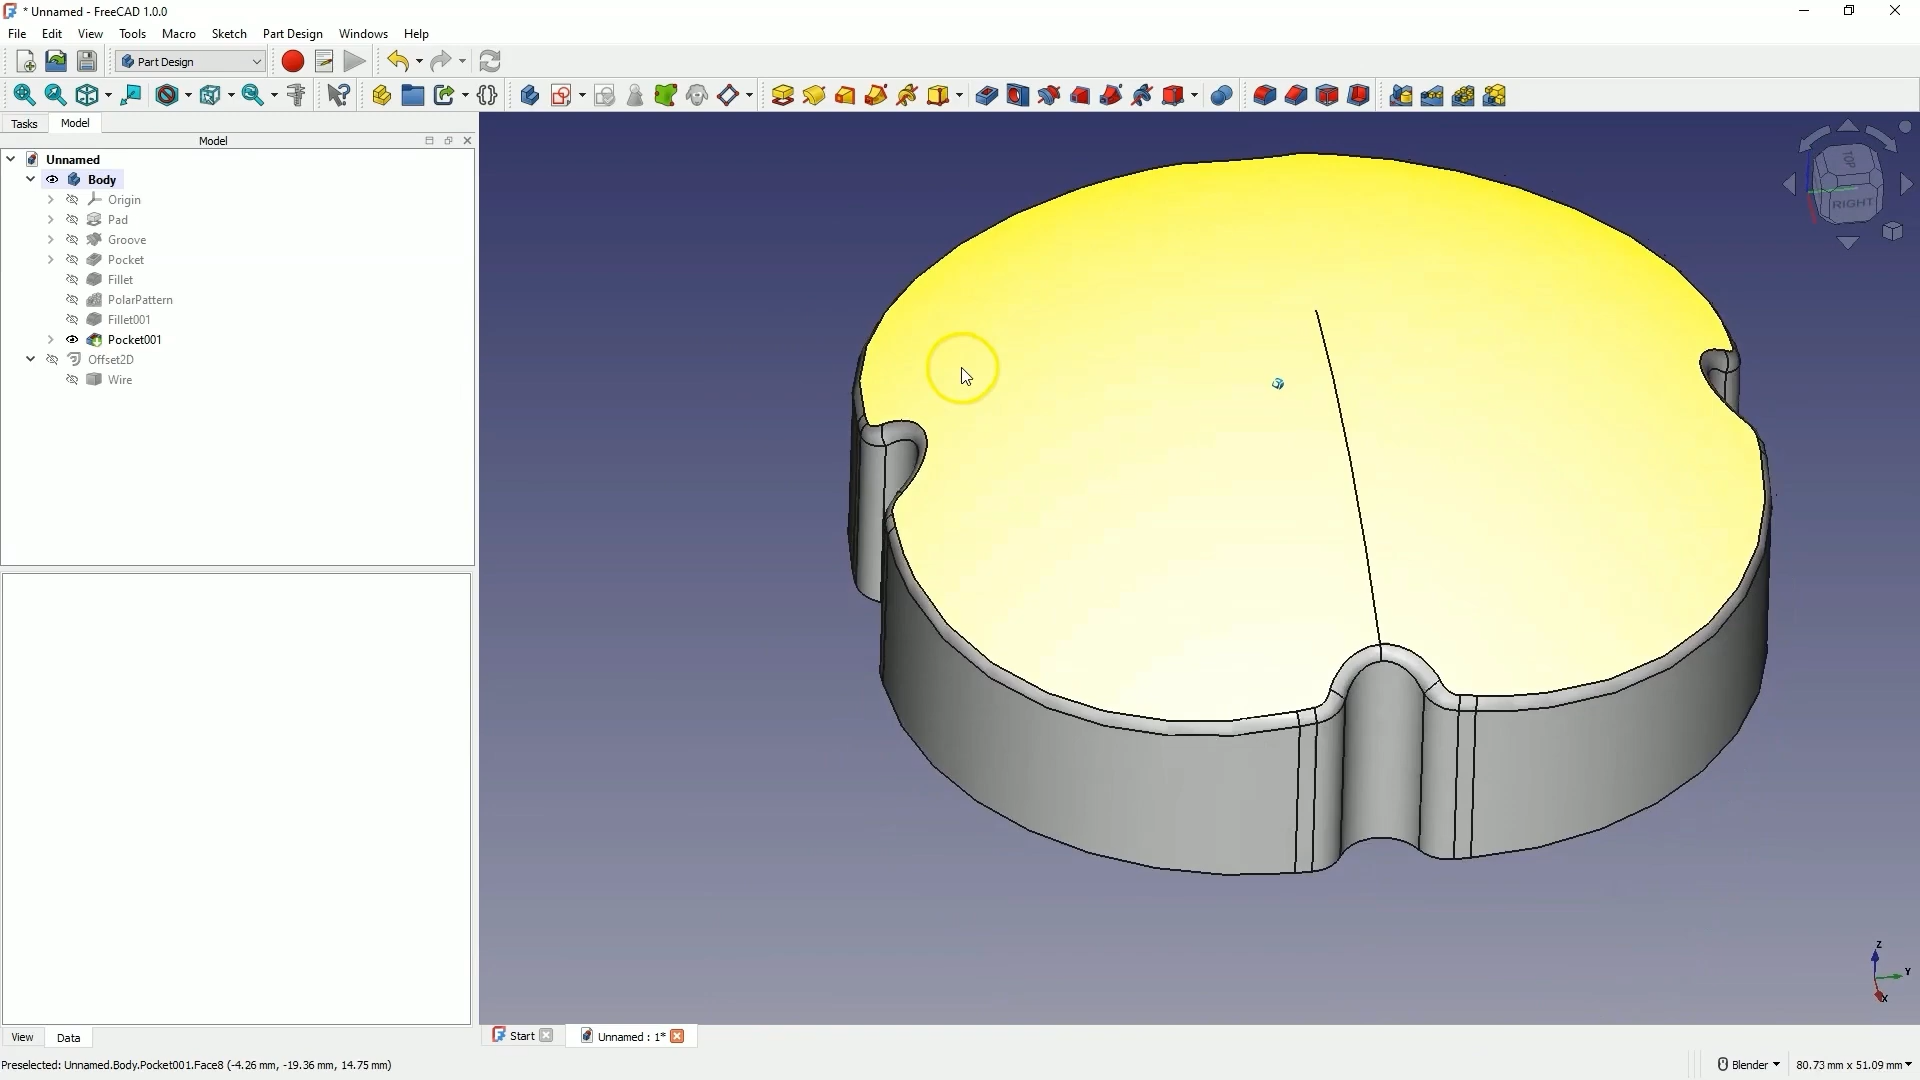 * Unnamed - FreeCAD 1.0.0
File Edit View Tools Macro Sketch Part Design Windows Help
Part Design
Tasks Model
Model
Unnamed
Body
Origin
Pad
Groove
Pocket
Fillet
PolarPattern
Fillet001
Pocket001
Offset2D
Wire
TOP
RIGHT
Z
Y
X
View Data
Start Unnamed : 1*
Preselected: Unnamed.Body.Pocket001.Face8 (-4.26 mm, -19.36 mm, 14.75 mm)
Blender 80.73 mm x 51.09 mm